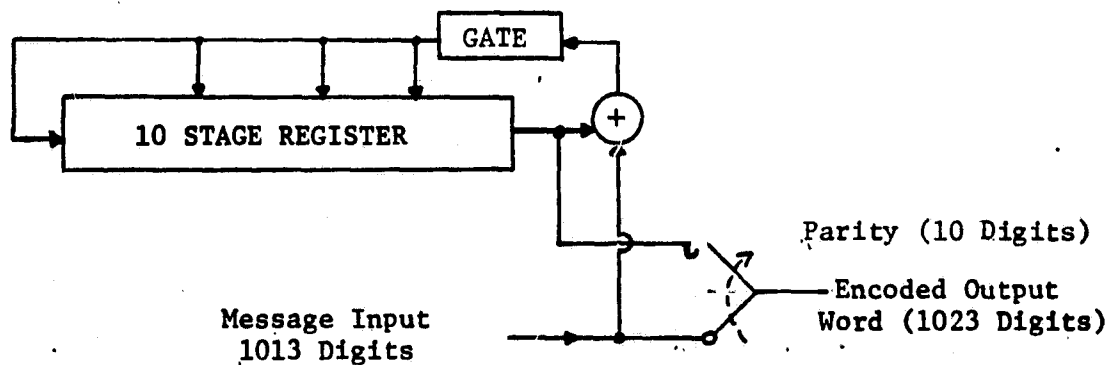 GATE
10 STAGE REGISTER
+
Parity (10 Digits)
Encoded Output
Word (1023 Digits)
Message Input
1013 Digits